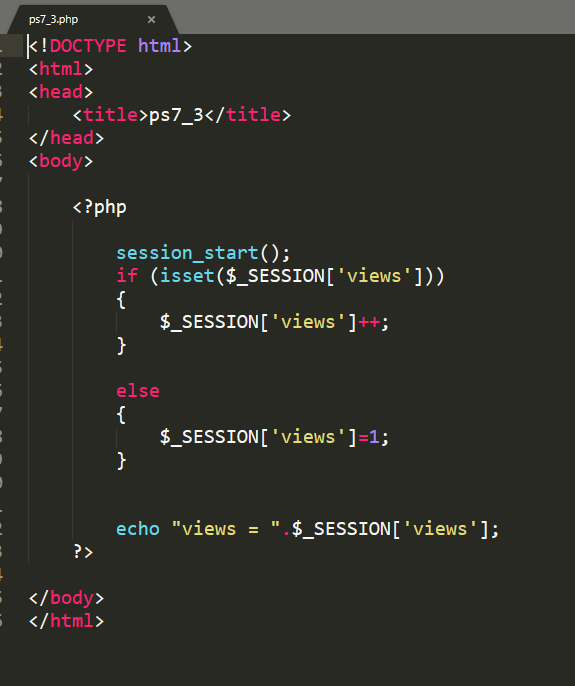 ps7_3.php ×
<!DOCTYPE html>
<html>
<head>
    <title>ps7_3</title>
</head>
<body>
    <?php
        session_start();
        if (isset($_SESSION['views']))
        {
            $_SESSION['views']++;
        }
        else
        {
            $_SESSION['views']=1;
        }
        echo "views = ".$_SESSION['views'];
    ?>
</body>
</html>